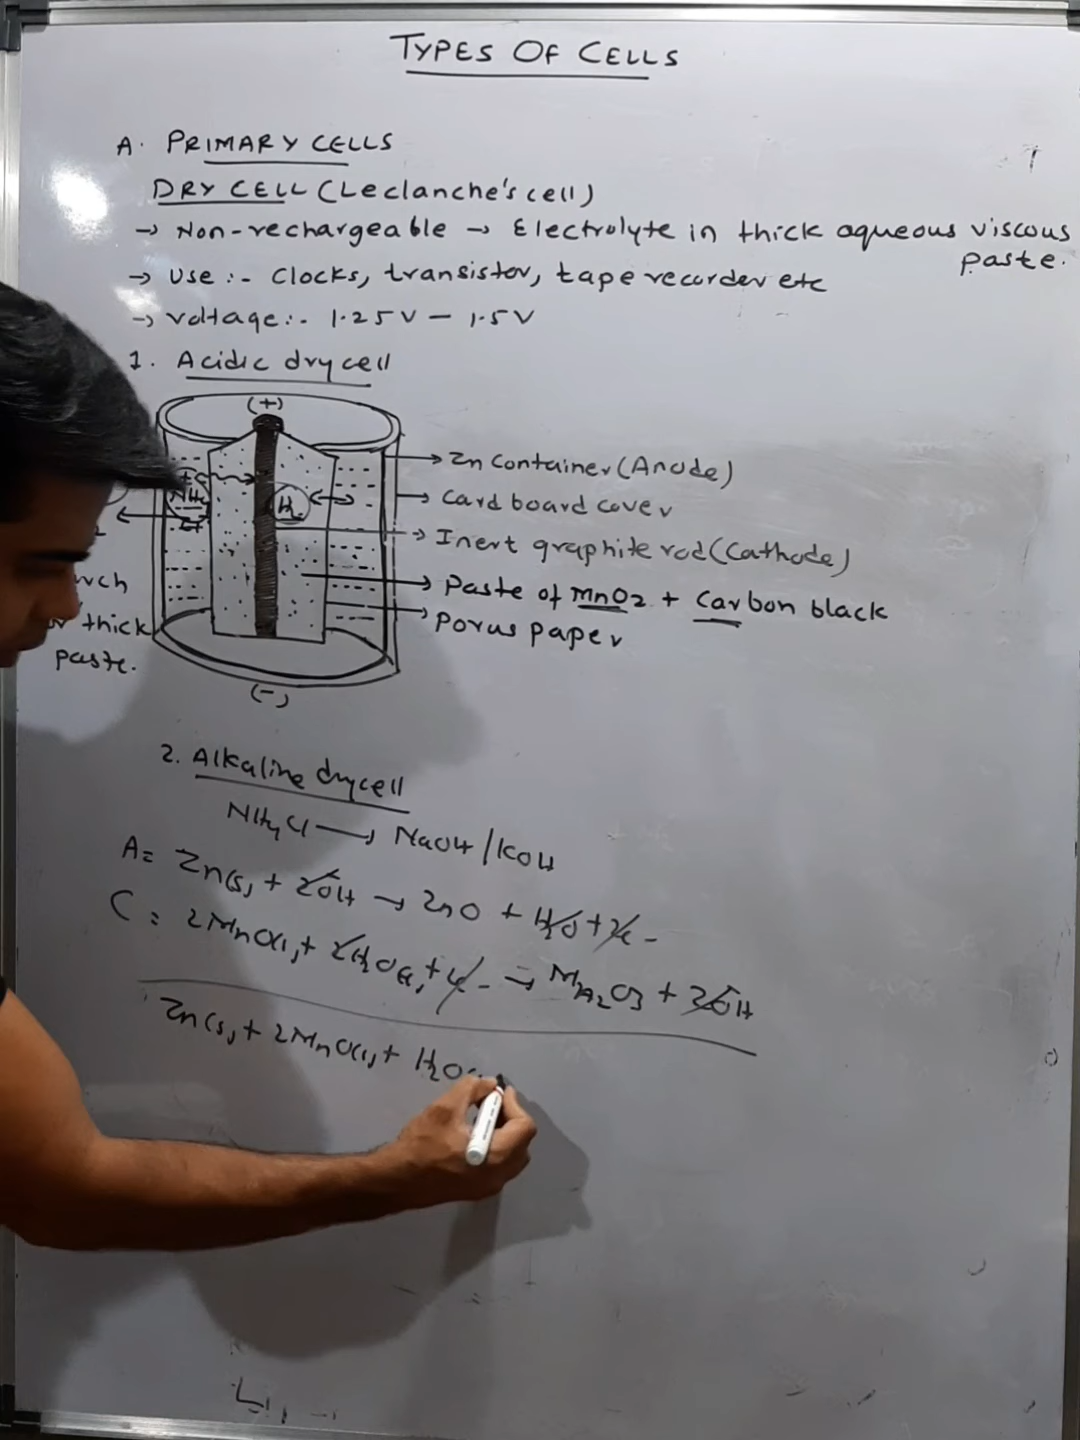 TYPES OF CELLS
A. PRIMARY CELLS
DRY CELL (Leclanche's cell)
→ Non-rechargeable → Electrolyte in thick aqueous viscous
paste.
→ Use :- Clocks, transistor, tape recorder etc
→ Voltage:- 1.25V – 1.5V
1. Acidic dry cell
(+)
→ Zn Container (Anode)
→ Card board cover
→ Inert graphite rod (Cathode)
→ Paste of MnO2 + Carbon black
→ Porus paper
thick
paste.
(-)
2. Alkaline dry cell
NH4Cl → NaOH / KOH
A = Zn(s) + 2OH → ZnO + H2O + 2e-
C = 2MnO(s) + 2H2O(l) + 2e- → Mn2O3 + 2OH
Zn(s) + 2MnO(s) + H2O